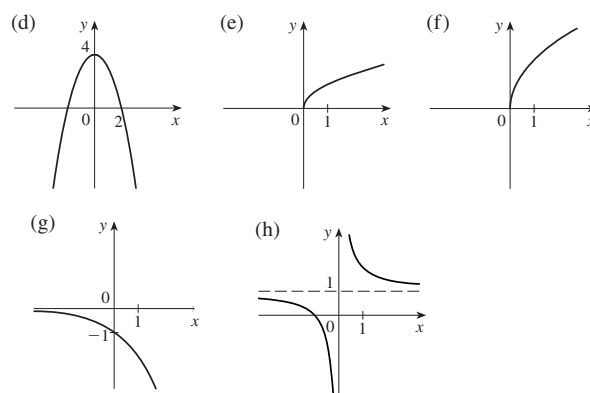 (d) (e) (f)
y y y
4
0 2 x 0 1 x 0 1 x
(g) (h)
y y
0 1
1 x 0 1 x
−1